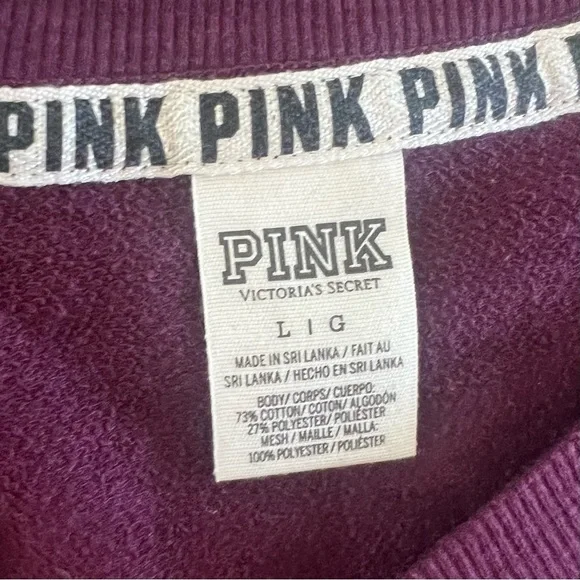 PINK PINK PINK
PINK
VICTORIA'S SECRET
L | G
MADE IN SRI LANKA / FAIT AU
SRI LANKA / HECHO EN SRI LANKA
BODY/ CORPS/ CUERPO:
73% COTTON/ COTON/ ALGODÓN
27% POLYESTER/ POLIÉSTER
MESH / MAILLE / MALLA:
100% POLYESTER / POLIÉSTER